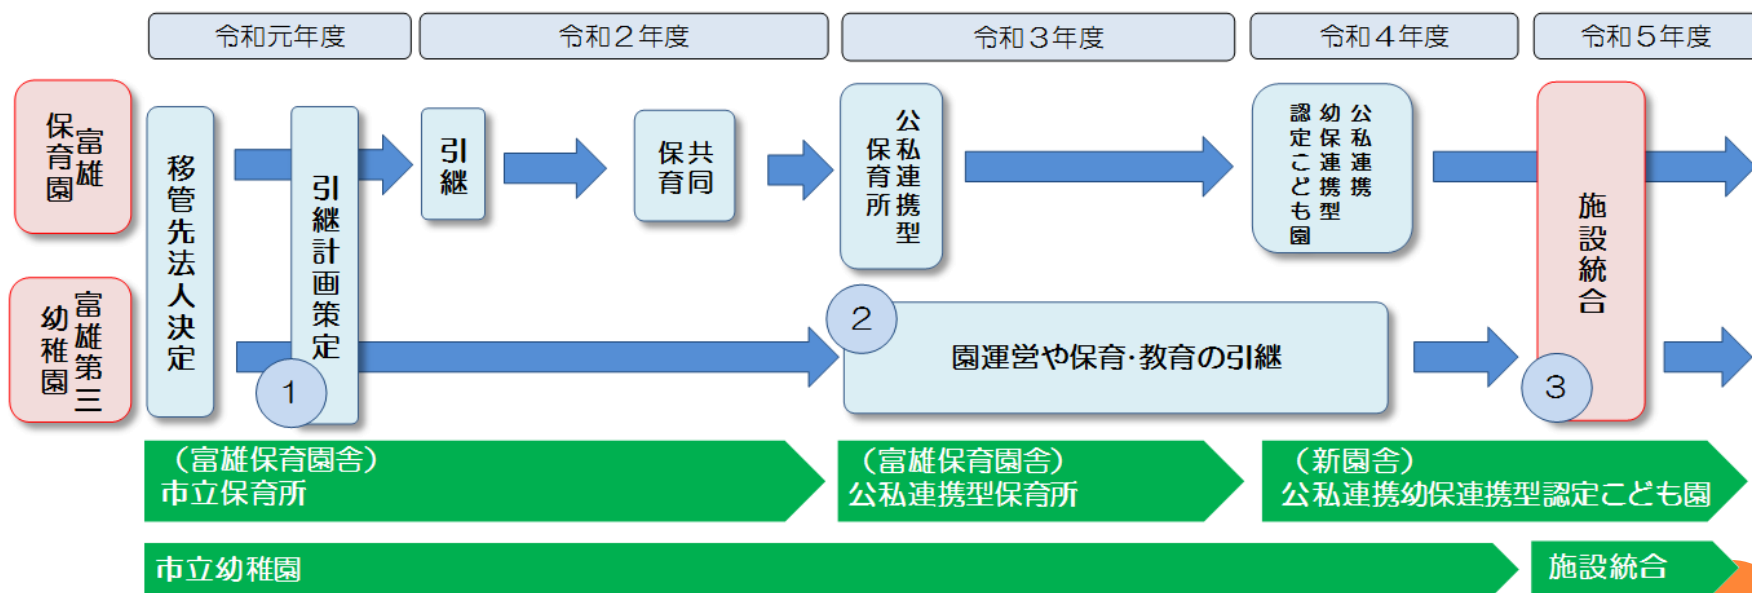 令和元年度
令和２年度
令和３年度
令和４年度
令和５年度
富雄
保育園
移管先法人決定
引継計画策定
引継
共同
保育
公私連携型
保育所
公私連携
幼保連携型
認定こども園
施設統合
富雄第三
幼稚園
1
2
園運営や保育・教育の引継
3
（富雄保育園舎）
市立保育所
（富雄保育園舎）
公私連携型保育所
（新園舎）
公私連携幼保連携型認定こども園
市立幼稚園
施設統合